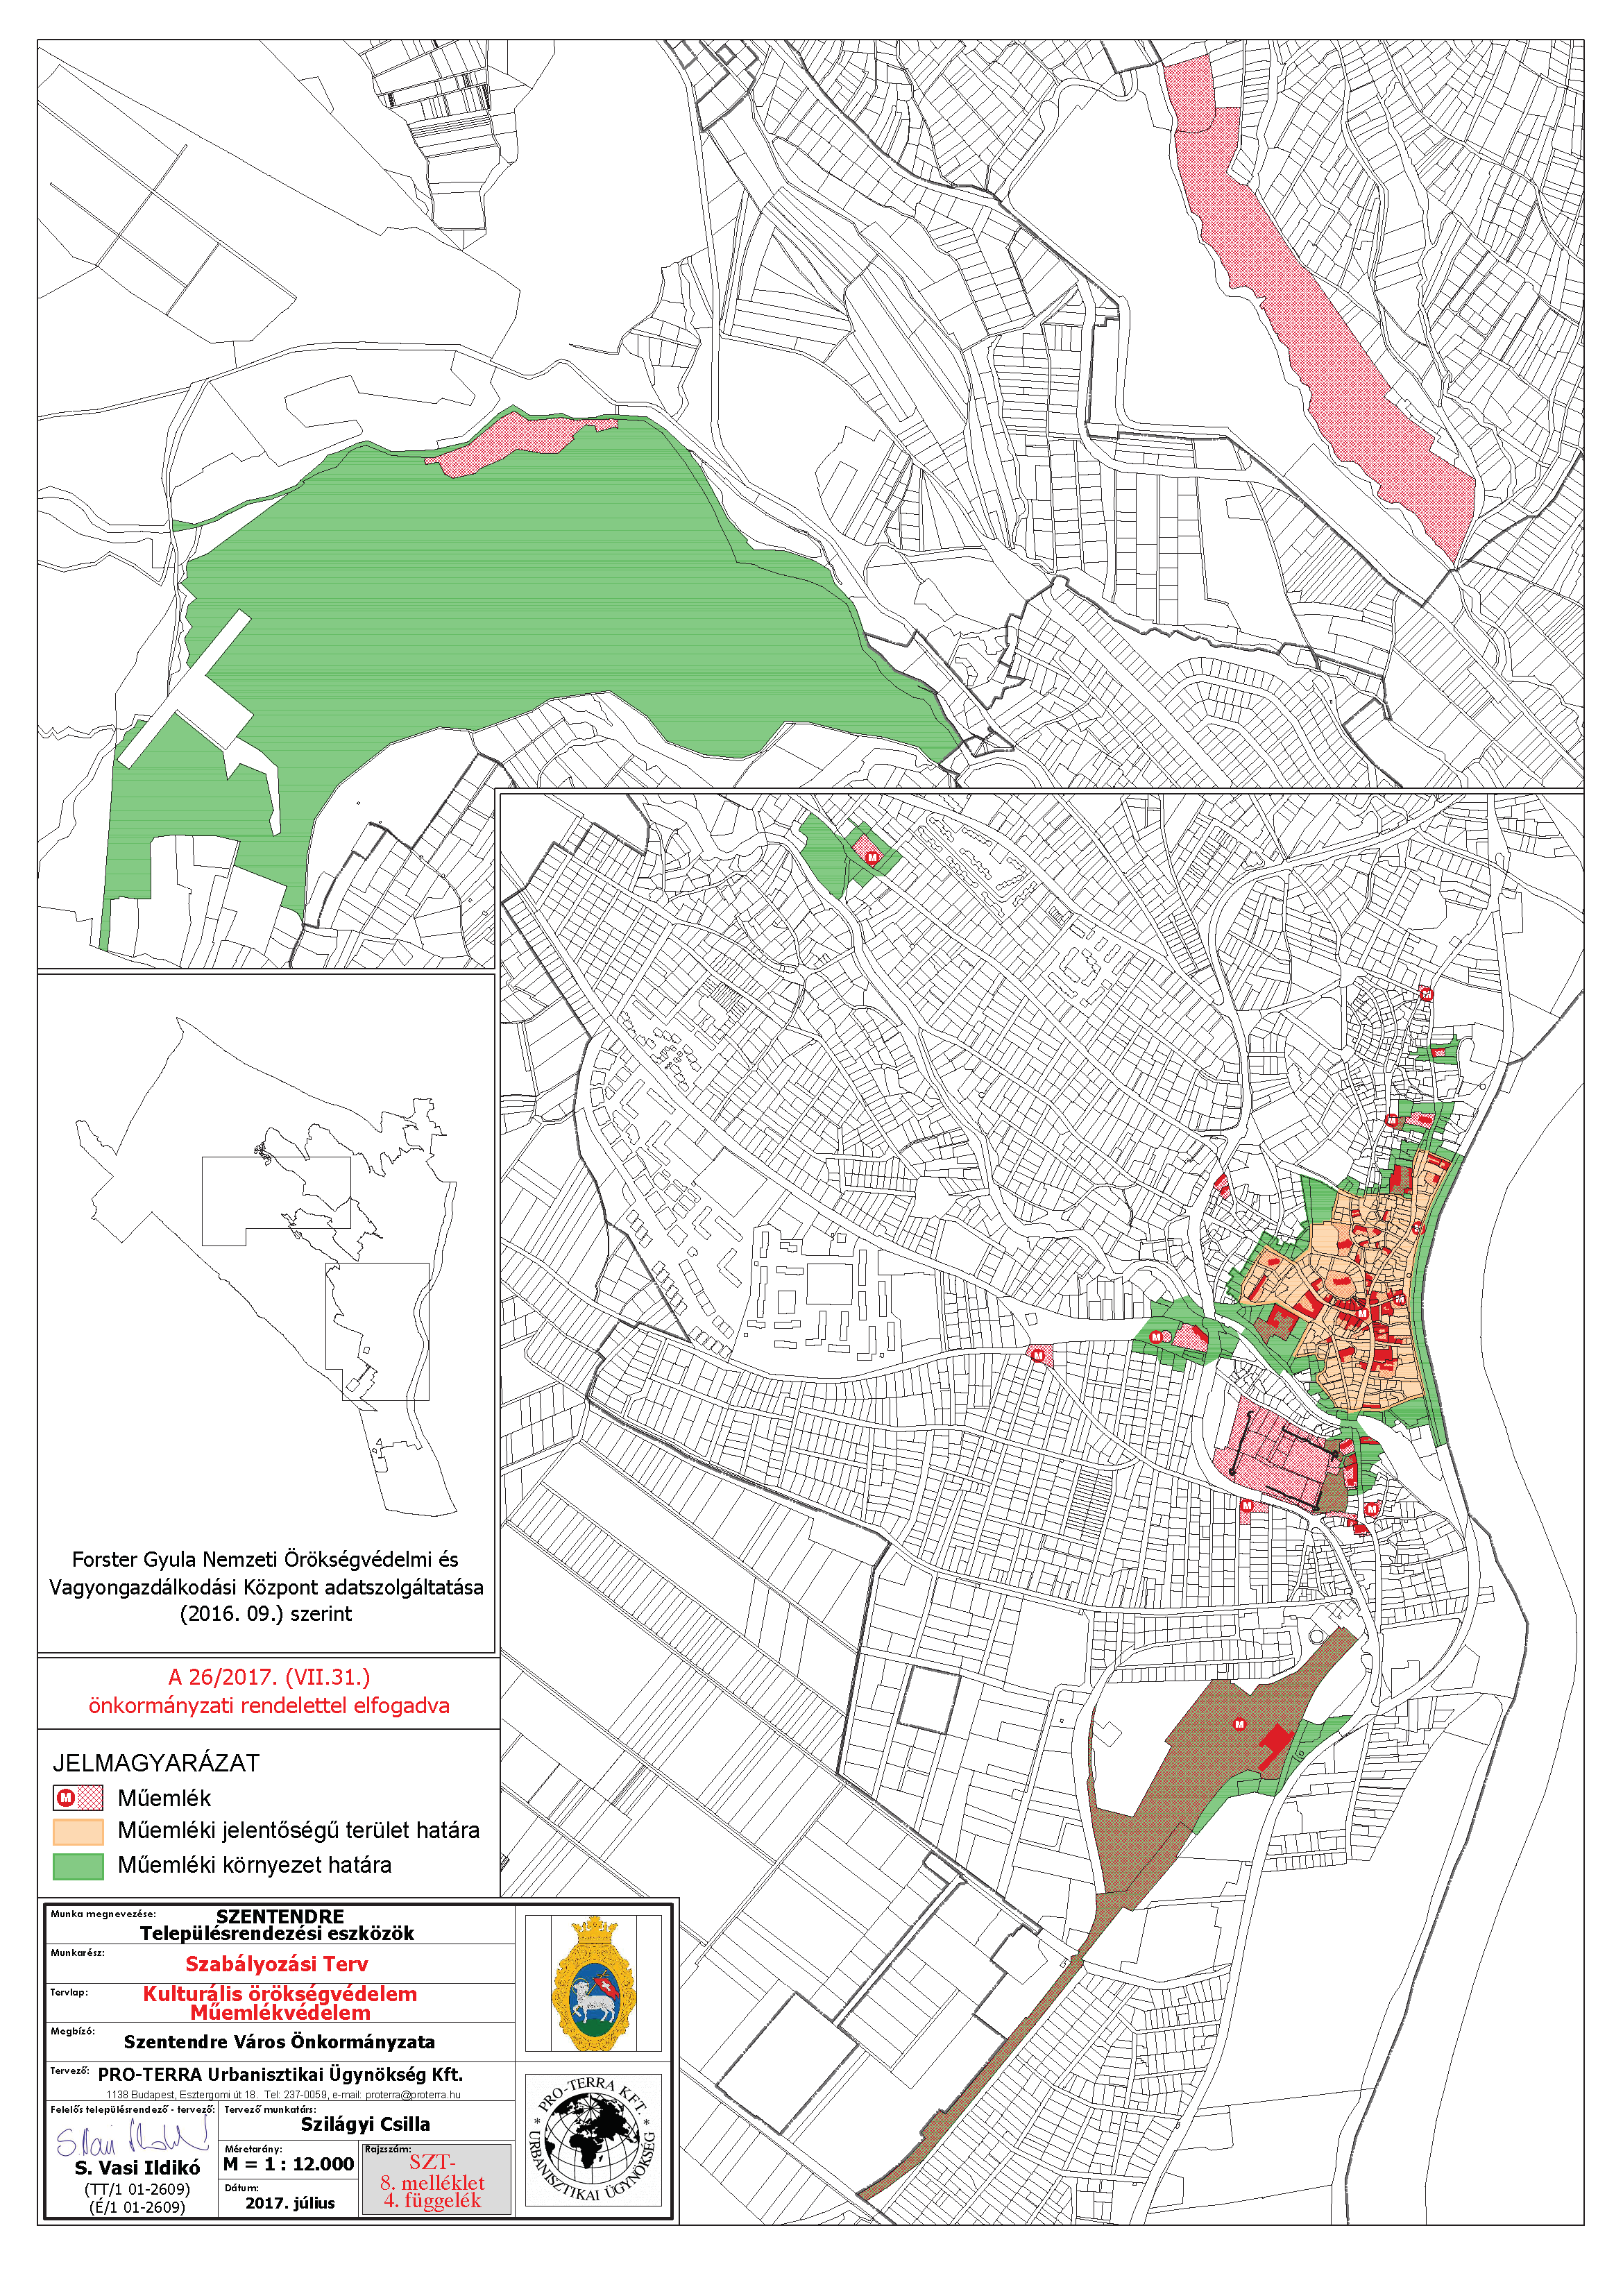 Forster Gyula Nemzeti Örökségvédelmi és
Vagyongazdálkodási Központ adatszolgáltatása
(2016. 09.) szerint
A 26/2017. (VII.31.)
önkormányzati rendelettel elfogadva
JELMAGYARÁZAT
M Műemlék
Műemléki jelentőségű terület határa
Műemléki környezet határa
Munka megnevezése: SZENTENDRE
Településrendezési eszközök
Munkarész: Szabályozási Terv
Tervlap: Kulturális örökségvédelem
Műemlékvédelem
Megbízó: Szentendre Város Önkormányzata
Tervező: PRO-TERRA Urbanisztikai Ügynökség Kft.
1138 Budapest, Esztergomi út 18. Tel: 237-0059, e-mail: proterra@proterra.hu
Felelős településrendező - tervező:
S. Vasi Ildikó
(TT/1 01-2609)
(É/1 01-2609)
Tervező munkatárs:
Szilágyi Csilla
Méretarány:
M = 1 : 12.000
Dátum:
2017. július
Rajzszám:
SZT-
8. melléklet
4. függelék
* PRO-TERRA KFT. *
URBANISZTIKAI ÜGYNÖKSÉG
M
M
M
M
M
M
M
M
M